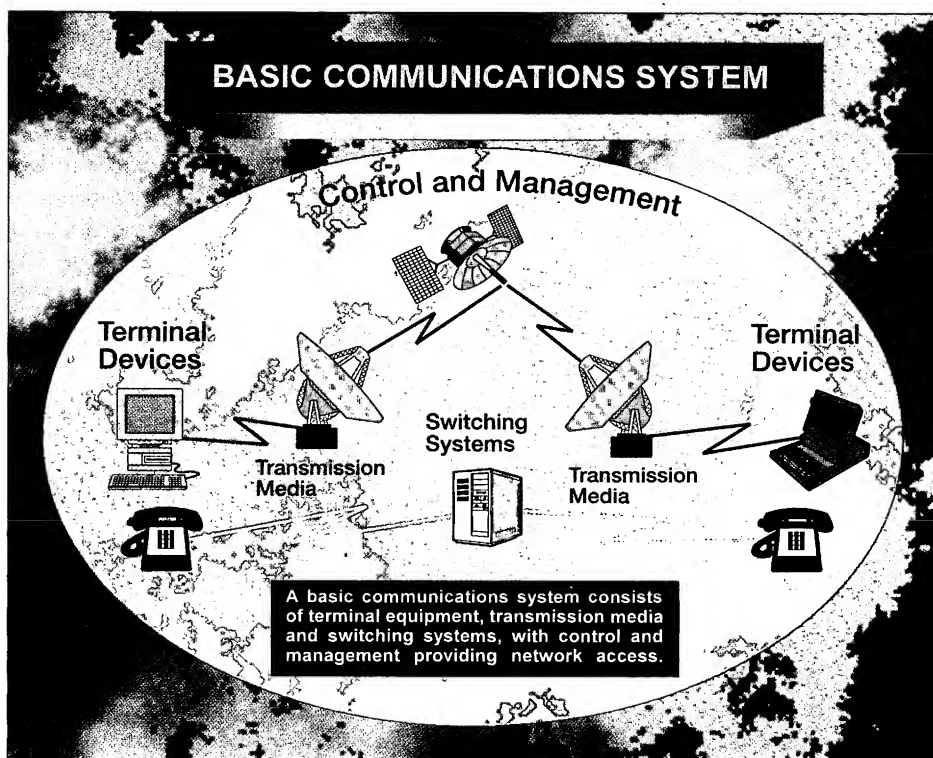 BASIC COMMUNICATIONS SYSTEM
Control and Management
Terminal
Devices
Terminal
Devices
Switching
Systems
Transmission
Media
Transmission
Media
A basic communications system consists
of terminal equipment, transmission media
and switching systems, with control and
management providing network access.